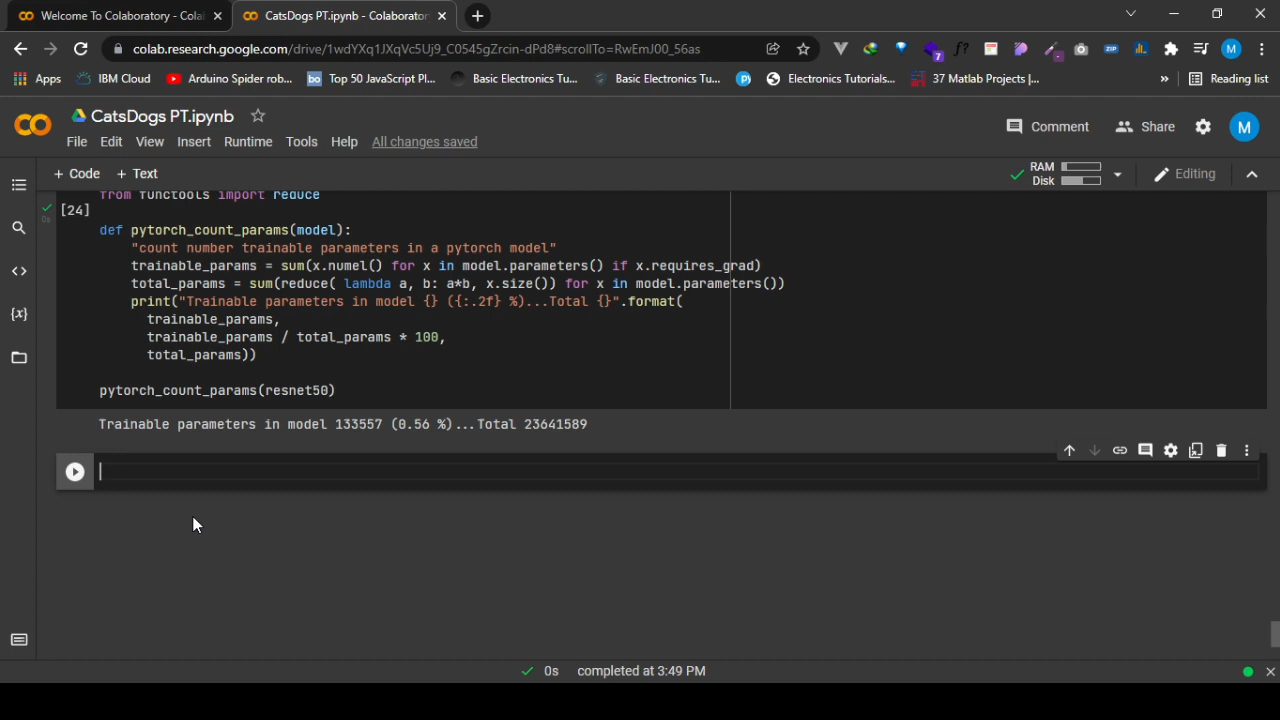 Welcome To Colaboratory - Cola
CatsDogs PT.ipynb - Colaborator
colab.research.google.com/drive/1wdYXq1JXqVc5Uj9_C0545gZrcin-dPd8#scrollTo=RwEmJ00_56as
Apps
IBM Cloud
Arduino Spider rob...
Top 50 JavaScript Pl...
Basic Electronics Tu...
Basic Electronics Tu...
Electronics Tutorials...
37 Matlab Projects |...
»
Reading list
CatsDogs PT.ipynb
Comment
Share
M
File Edit View Insert Runtime Tools Help All changes saved
+ Code + Text
RAM
Disk
Editing
from functools import reduce
[24]
def pytorch_count_params(model):
"count number trainable parameters in a pytorch model"
trainable_params = sum(x.numel() for x in model.parameters() if x.requires_grad)
total_params = sum(reduce( lambda a, b: a*b, x.size()) for x in model.parameters())
print("Trainable parameters in model {} ({:.2f} %)...Total {}".format(
trainable_params,
trainable_params / total_params * 100,
total_params))
pytorch_count_params(resnet50)
Trainable parameters in model 133557 (0.56 %)...Total 23641589
0s completed at 3:49 PM